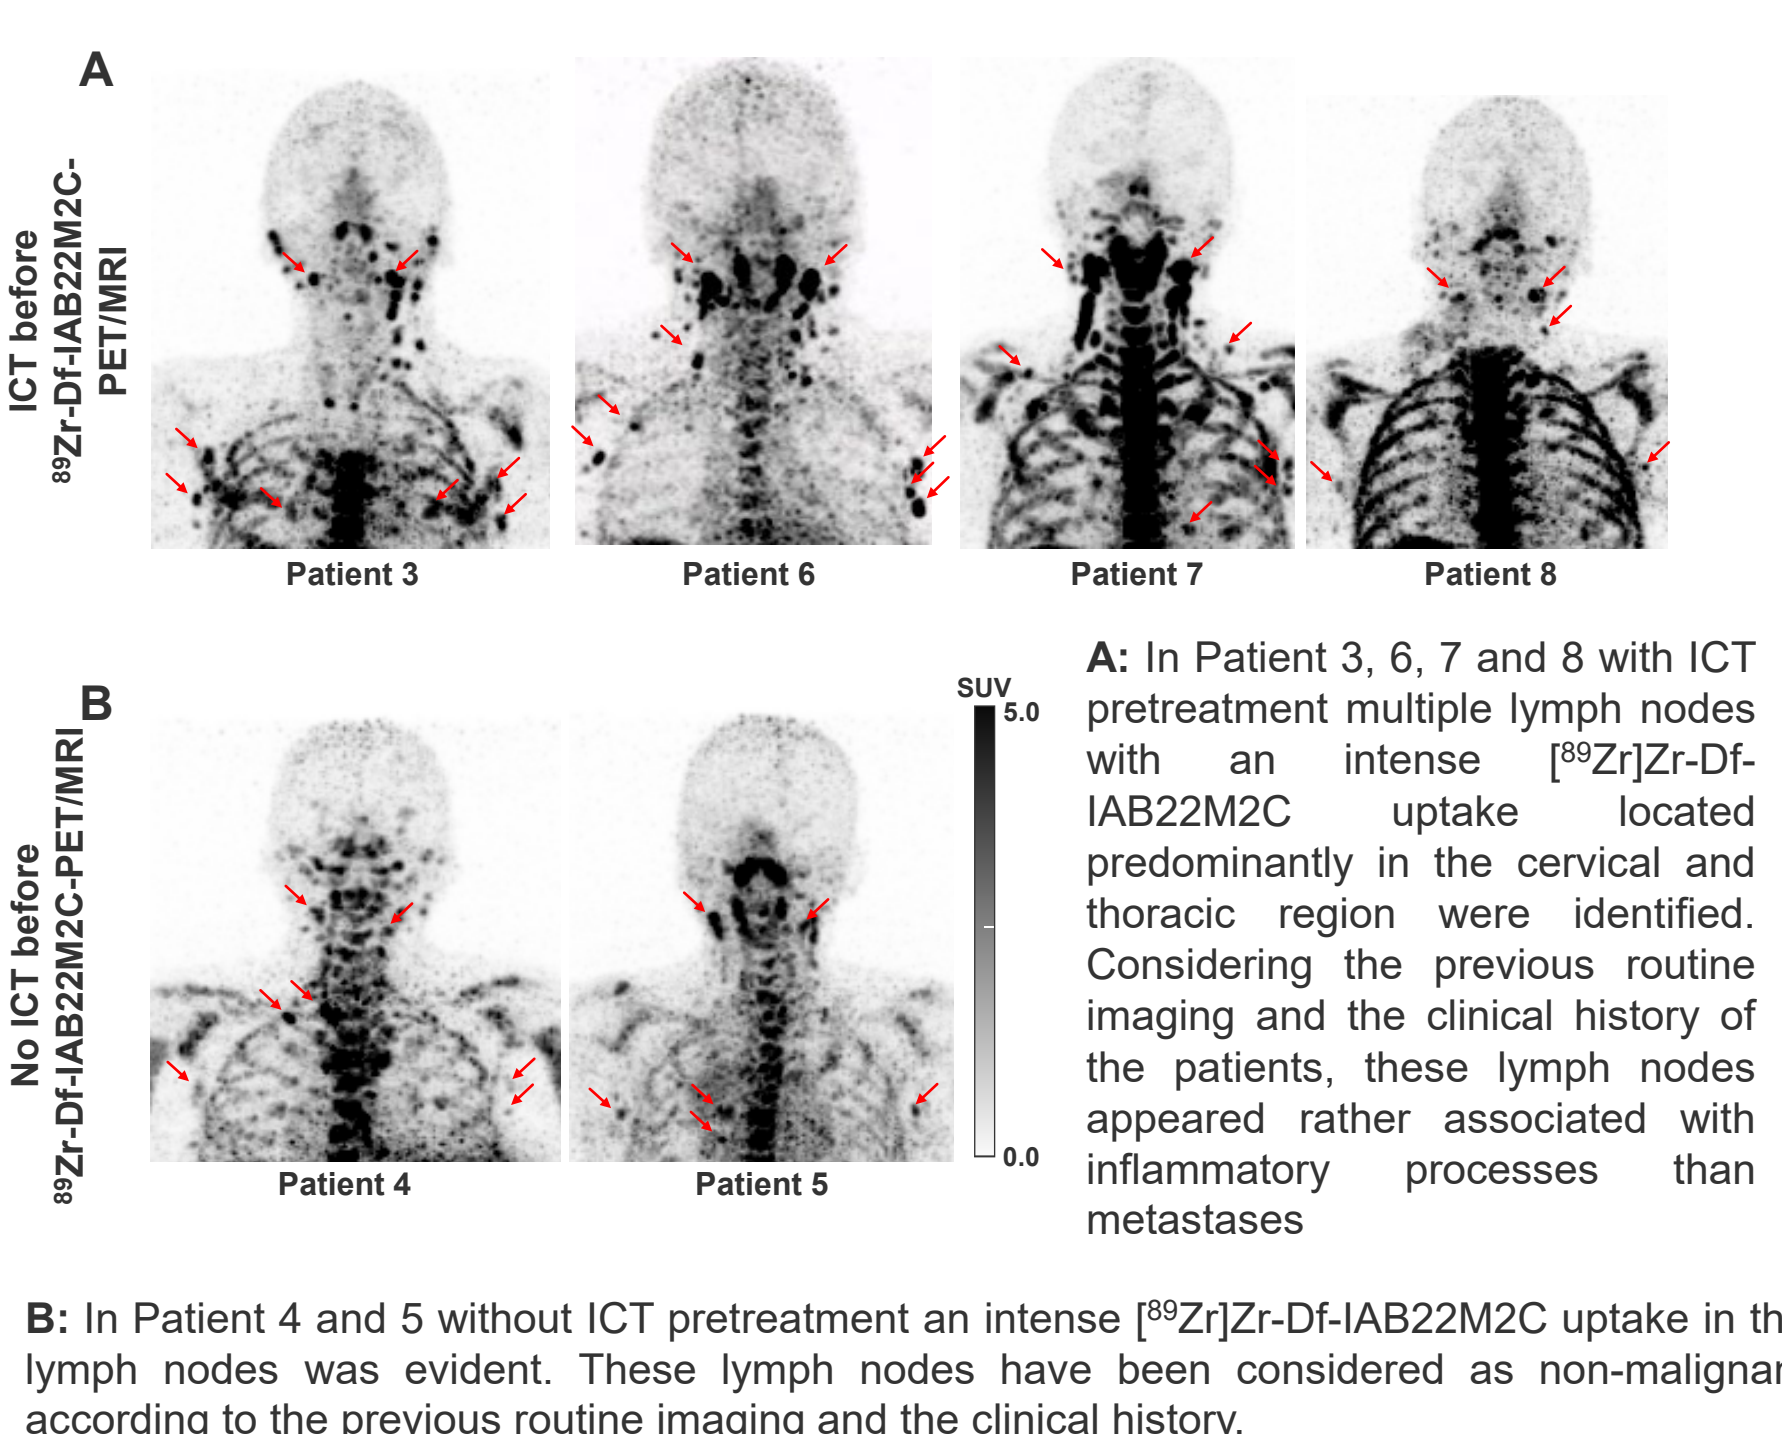 A
ICT before
89Zr-Df-IAB22M2C-
PET/MRI
Patient 3
Patient 6
Patient 7
Patient 8
B
No ICT before
89Zr-Df-IAB22M2C-PET/MRI
Patient 4
Patient 5
SUV
5.0
0.0
A: In Patient 3, 6, 7 and 8 with ICT
pretreatment multiple lymph nodes
with an intense [89Zr]Zr-Df-
IAB22M2C uptake located
predominantly in the cervical and
thoracic region were identified.
Considering the previous routine
imaging and the clinical history of
the patients, these lymph nodes
appeared rather associated with
inflammatory processes than
metastases
B: In Patient 4 and 5 without ICT pretreatment an intense [89Zr]Zr-Df-IAB22M2C uptake in th
lymph nodes was evident. These lymph nodes have been considered as non-malignan
according to the previous routine imaging and the clinical history.